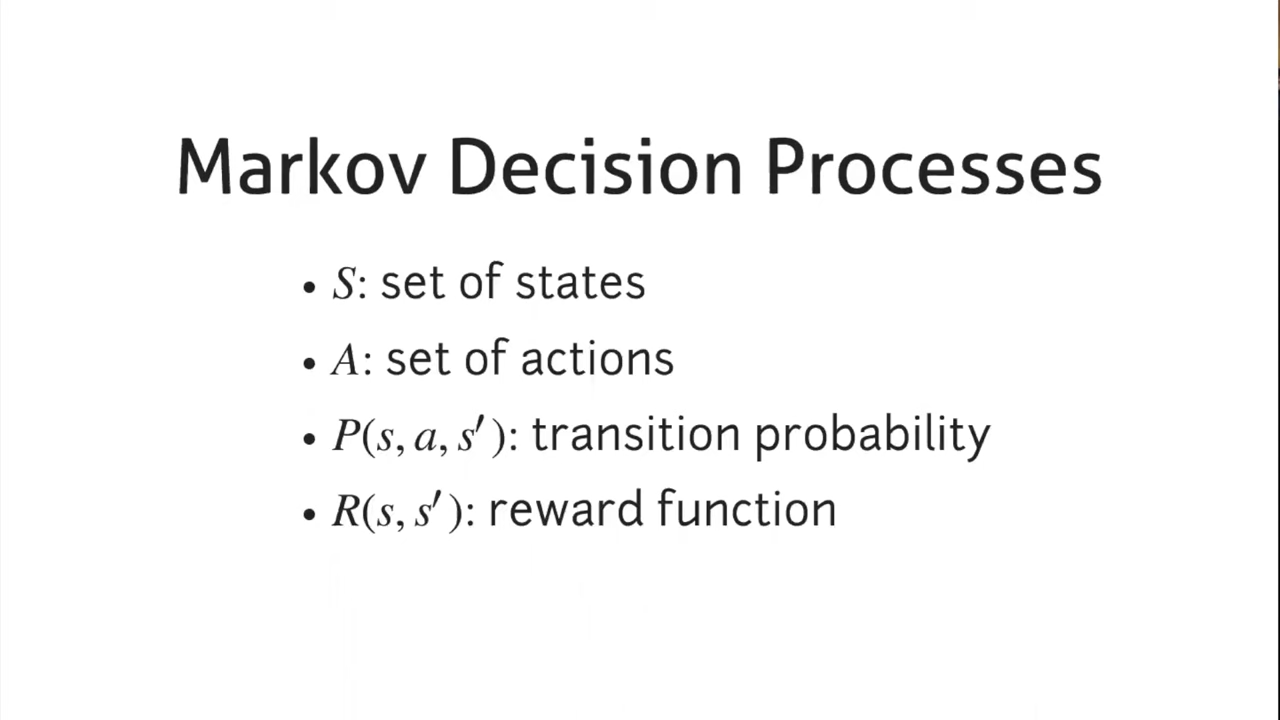 Markov Decision Processes
• S: set of states
• A: set of actions
• P(s, a, s′): transition probability
• R(s, s′): reward function